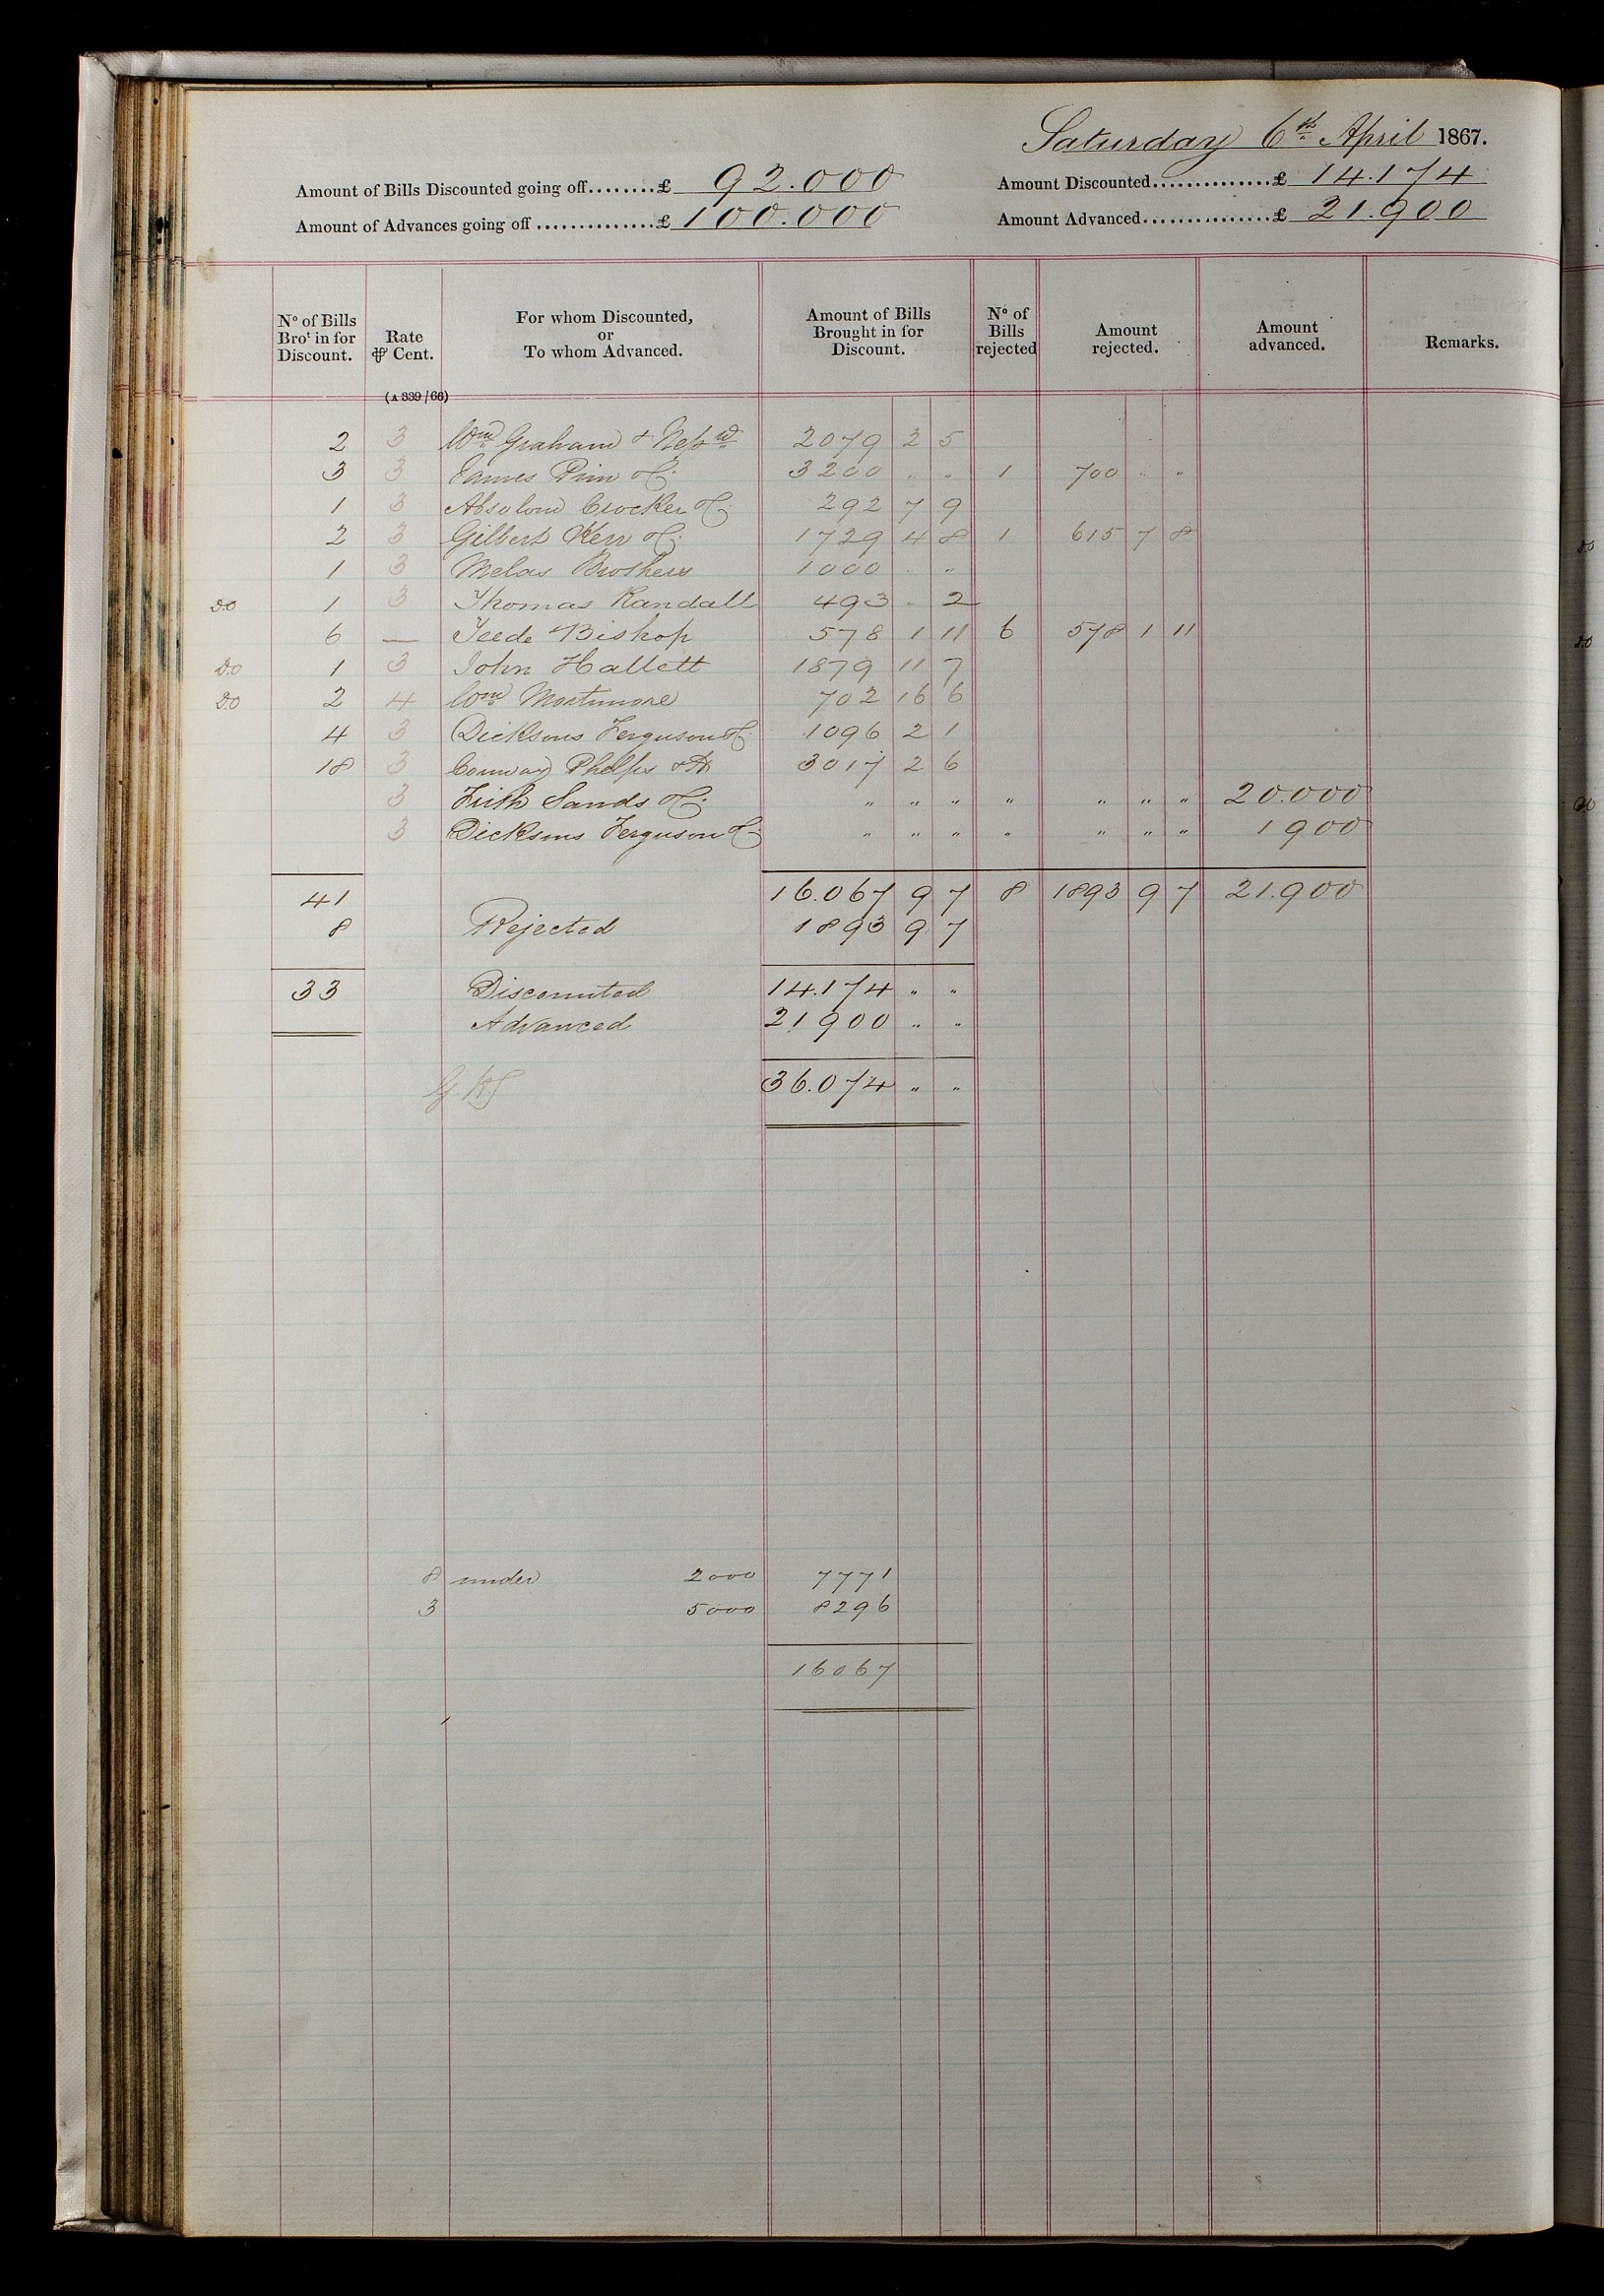 Saturday 6th April 1867.
Amount of Bills Discounted going off........£ 92.000 Amount Discounted..............£ 14.174
Amount of Advances going off..............£ 100.000 Amount Advanced...............£ 21.900
No of Bills Brot in for Discount. Rate ⅌ Cent. For whom Discounted, or To whom Advanced. Amount of Bills Brought in for Discount. No of Bills rejected Amount rejected. Amount advanced. Remarks.
(A 339/66)
2 3 Wm Graham & 2079 2 5
3 3 James Pim & Co 3200 " " 1 700 " "
1 3 Absolom Crocker & Co 292 7 9
2 3 Gilbert Kerr & Co 1729 4 8 1 615 7 8
1 3 Melas Brothers 1000 " "
Do 1 3 Thomas Randall 493 " 2
6 — Teede & Bishop 578 1 11 6 578 1 11
Do 1 3 John Hallett 1879 11 7
Do 2 4 Wm Mortimore 702 16 6
4 3 Dicksons Ferguson & Co 1096 2 1
18 3 Conway Phelps & 3017 2 6
3 Frith Sands & Co " " " " " " " 20.000
3 Dicksons Ferguson & Co " " " " " " " 1900
41 16.067 9 7 8 1893 9 7 21.900
8 Rejected 1893 9 7
33 Discounted 14.174 " "
Advanced 21900 " "
36.074 " "
8 under 2000 7771
3 5000 8296
16067